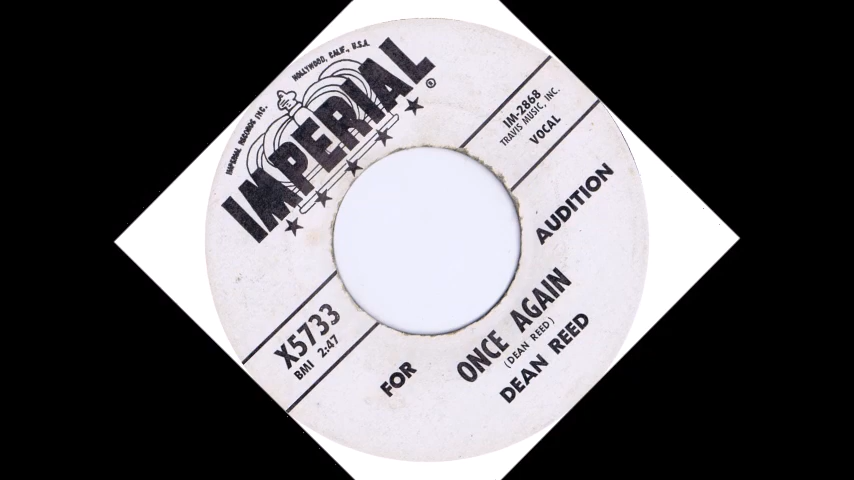 HOLLYWOOD, CALIF., U.S.A.
IMPERIAL RECORDS INC.
IMPERIAL
®
IM-2868
TRAVIS MUSIC, INC.
VOCAL
X5733
BMI 2:47
FOR AUDITION
ONCE AGAIN
(DEAN REED)
DEAN REED